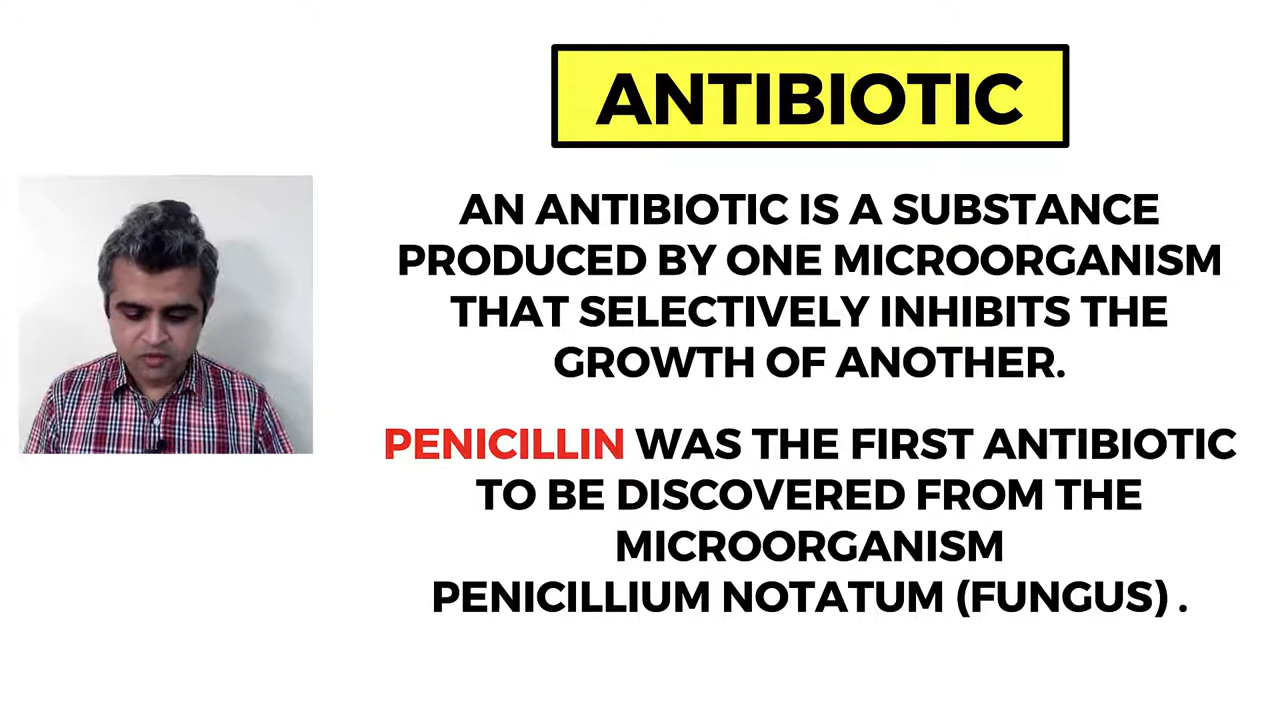 ANTIBIOTIC
AN ANTIBIOTIC IS A SUBSTANCE
PRODUCED BY ONE MICROORGANISM
THAT SELECTIVELY INHIBITS THE
GROWTH OF ANOTHER.
PENICILLIN WAS THE FIRST ANTIBIOTIC
TO BE DISCOVERED FROM THE
MICROORGANISM
PENICILLIUM NOTATUM (FUNGUS) .